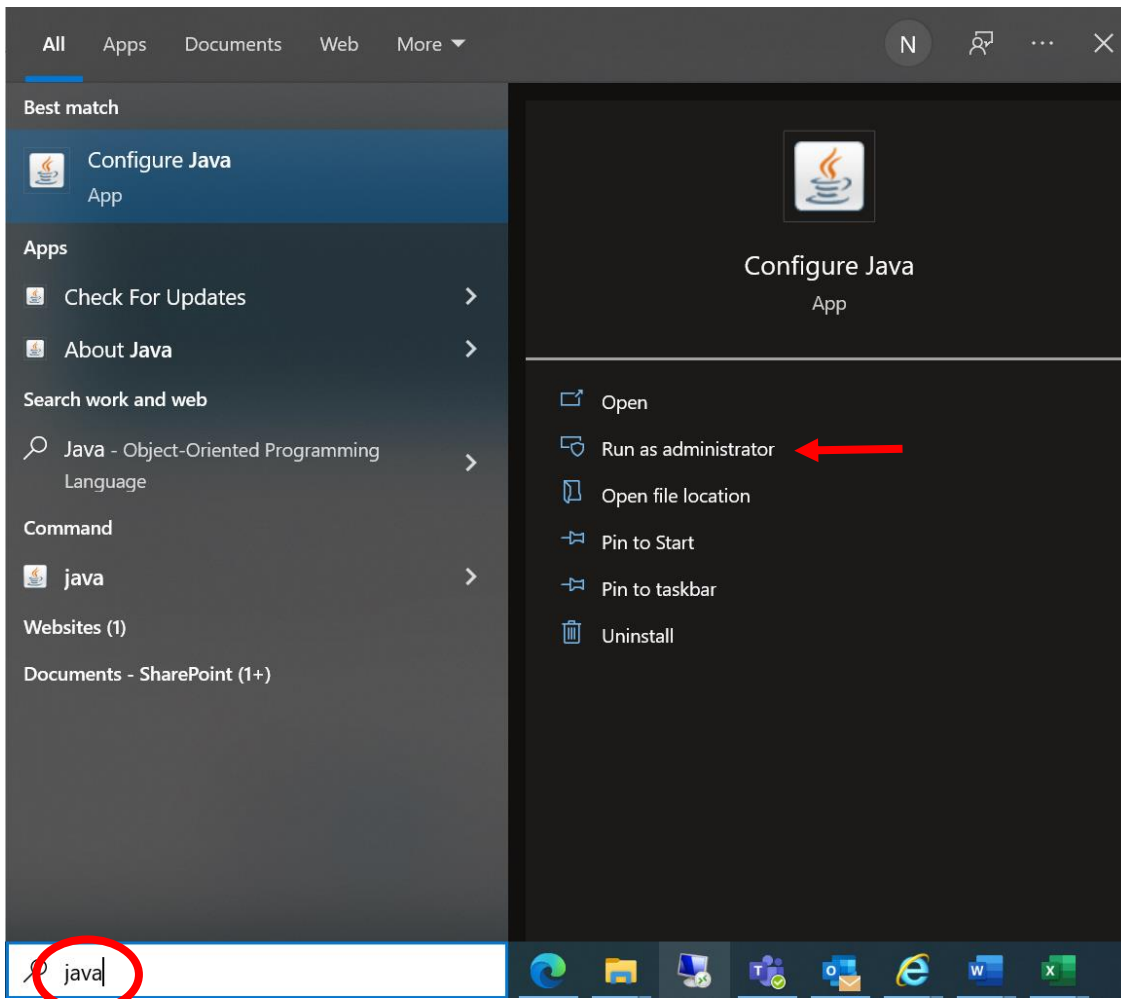 All Apps Documents Web More N ...
Best match
Configure Java
App
Apps
Check For Updates
About Java
Search work and web
Java - Object-Oriented Programming
Language
Command
java
Websites (1)
Documents - SharePoint (1+)
Configure Java
App
Open
Run as administrator
Open file location
Pin to Start
Pin to taskbar
Uninstall
java